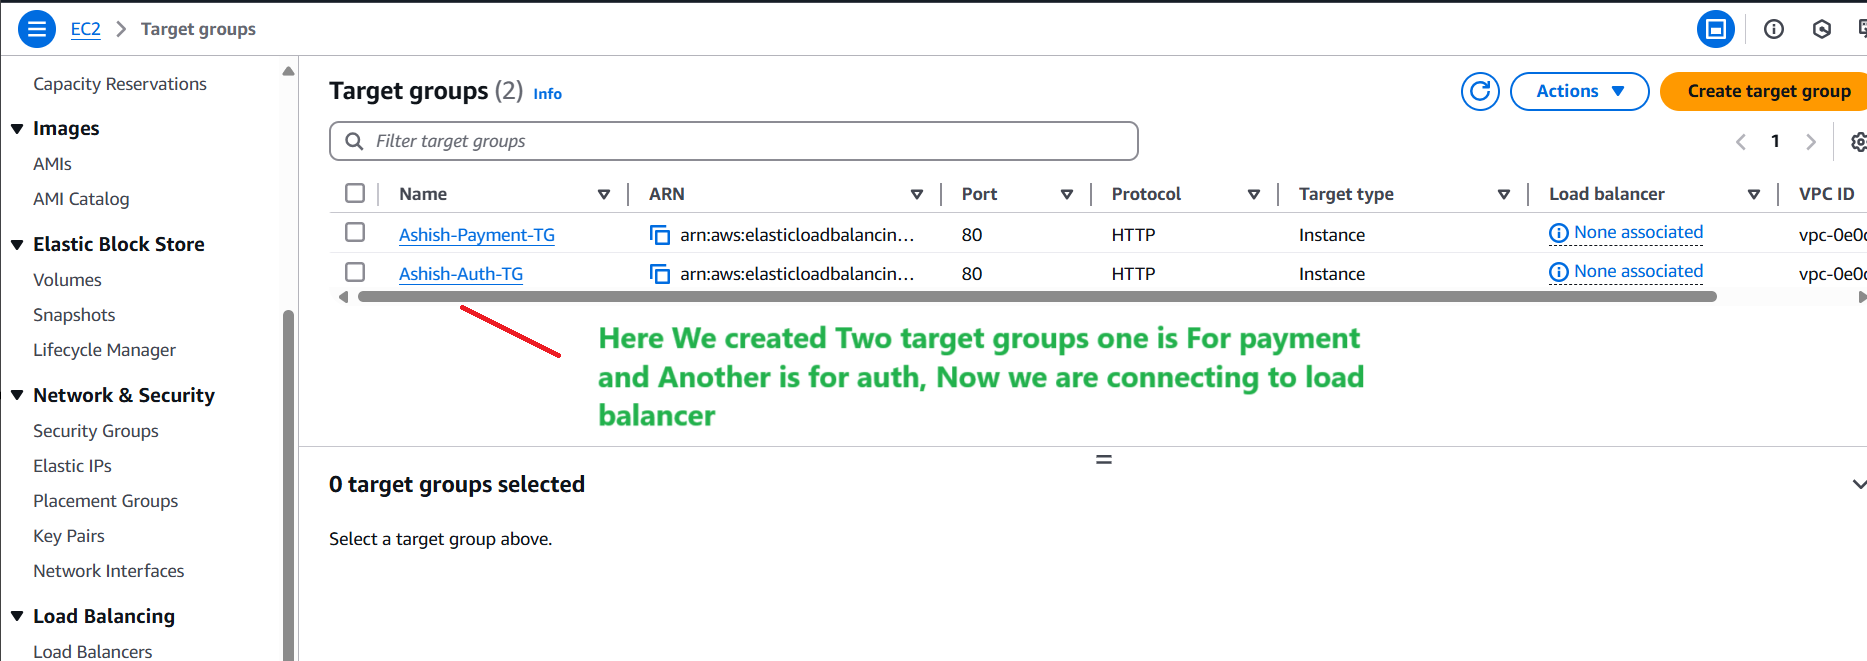 EC2 > Target groups
Capacity Reservations
Images
AMIs
AMI Catalog
Elastic Block Store
Volumes
Snapshots
Lifecycle Manager
Network & Security
Security Groups
Elastic IPs
Placement Groups
Key Pairs
Network Interfaces
Load Balancing
Load Balancers
Target groups (2) Info
Actions
Create target group
Filter target groups
1
Name ARN Port Protocol Target type Load balancer VPC ID
Ashish-Payment-TG arn:aws:elasticloadbalancin... 80 HTTP Instance None associated vpc-0e0c
Ashish-Auth-TG arn:aws:elasticloadbalancin... 80 HTTP Instance None associated vpc-0e0c
Here We created Two target groups one is For payment
and Another is for auth, Now we are connecting to load
balancer
0 target groups selected
Select a target group above.